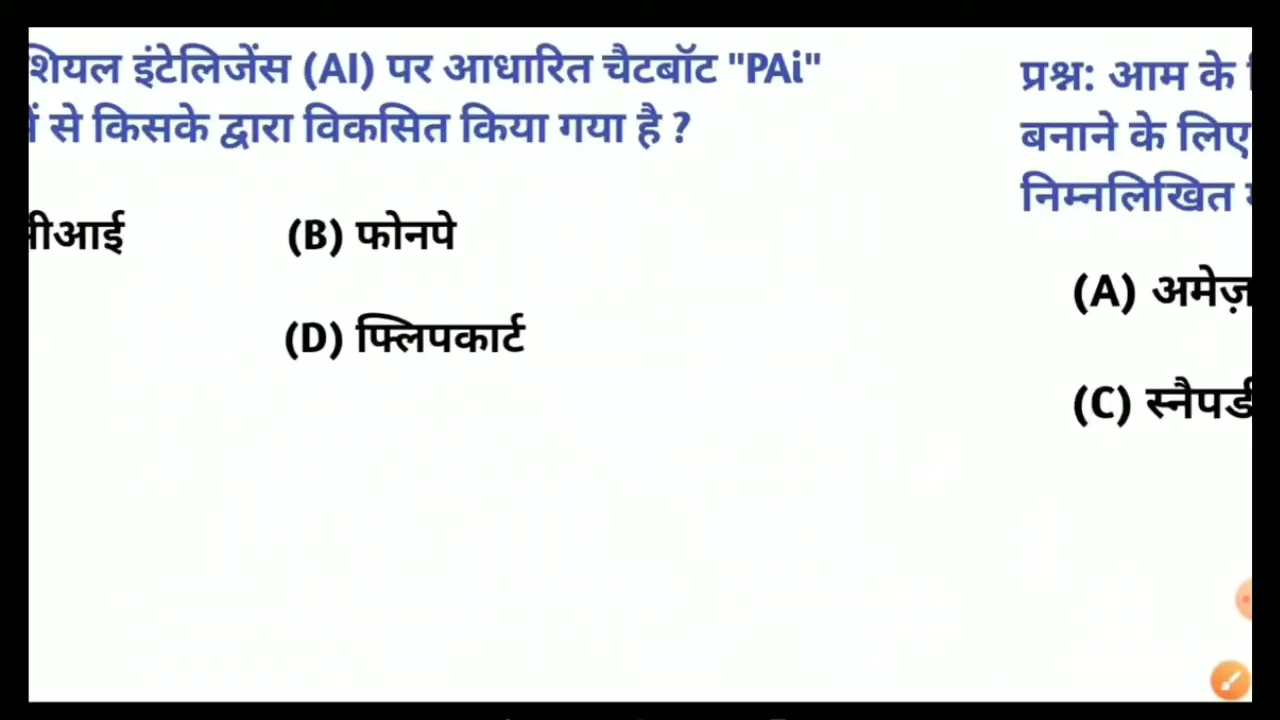 शियल इंटेलिजेंस (AI) पर आधारित चैटबॉट "PAi"
से किसके द्वारा विकसित किया गया है ?
(B) फोनपे
(D) फ्लिपकार्ट
प्रश्न: आम के
बनाने के लिए
निम्नलिखित
(A) अमेज़
(C) स्नैपड